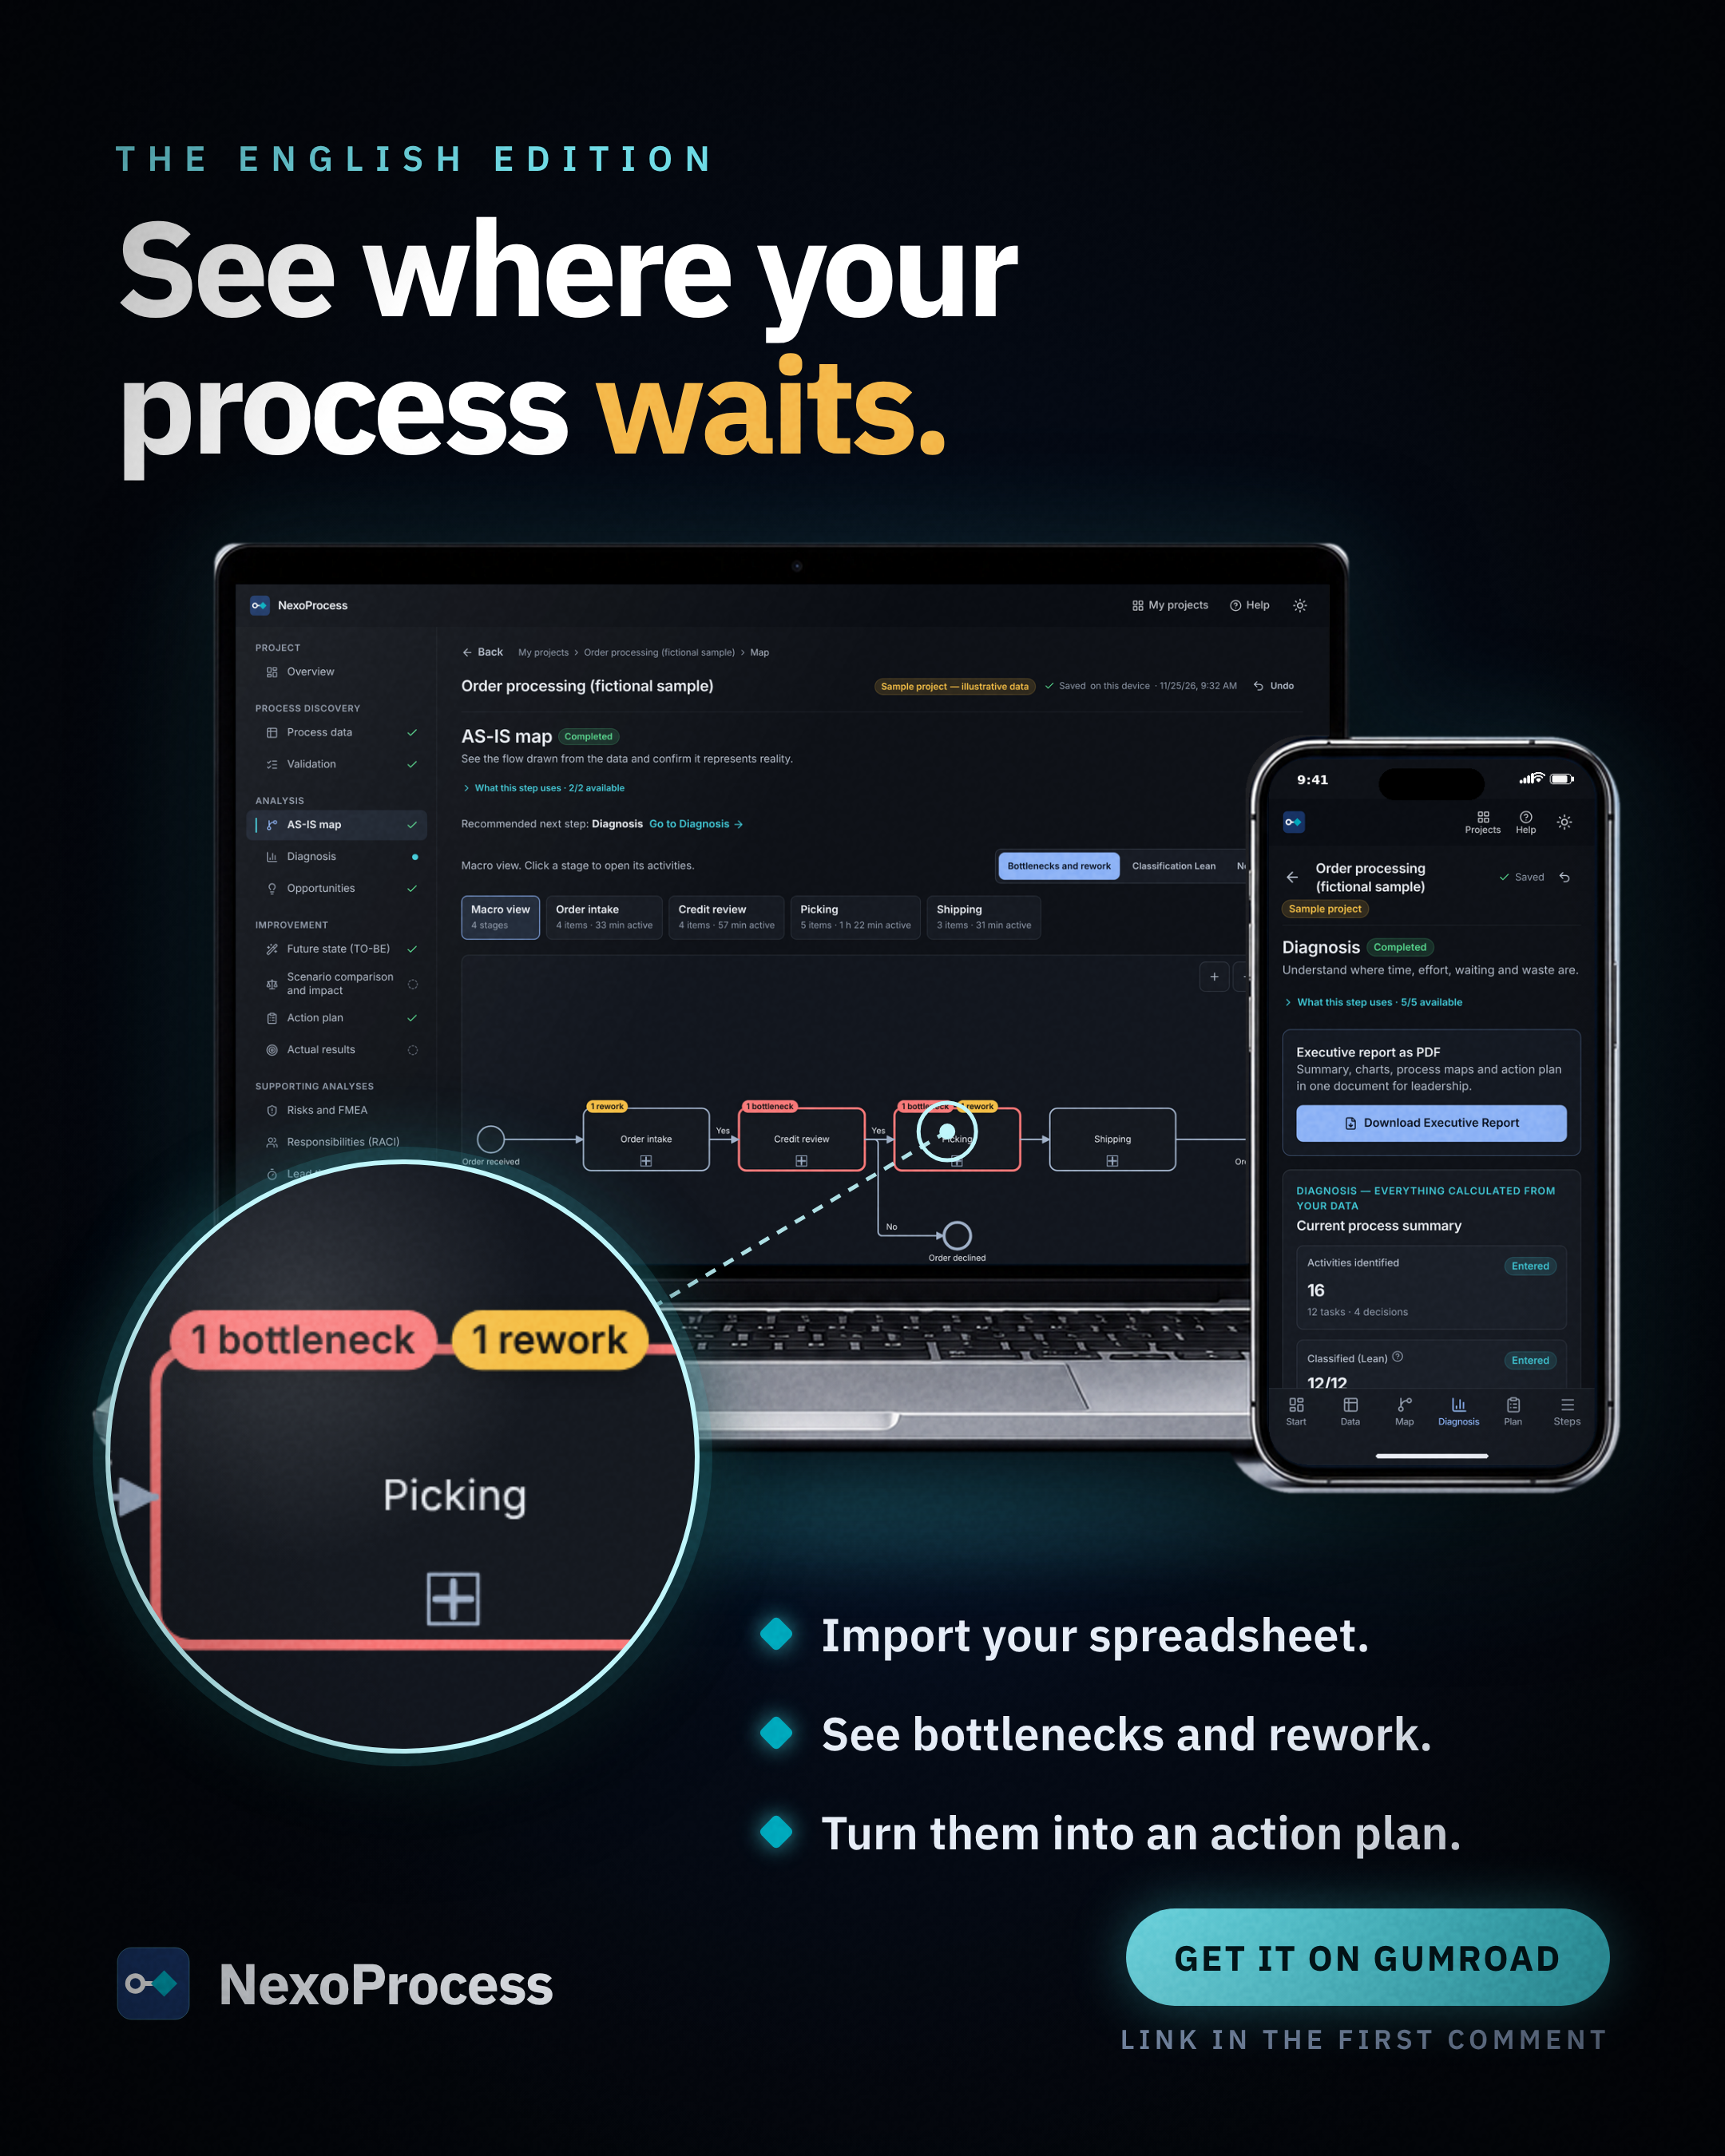 THE ENGLISH EDITION
See where your
process waits.
NexoProcess
My projects
Help
PROJECT
Overview
PROCESS DISCOVERY
Process data
Validation
ANALYSIS
AS-IS map
Diagnosis
Opportunities
IMPROVEMENT
Future state (TO-BE)
Scenario comparison
and impact
Action plan
Actual results
SUPPORTING ANALYSES
Risks and FMEA
Responsibilities (RACI)
Back
My projects > Order processing (fictional sample) > Map
Order processing (fictional sample)
Sample project — illustrative data
Saved on this device · 11/25/26, 9:32 AM
Undo
AS-IS map
Completed
See the flow drawn from the data and confirm it represents reality.
What this step uses · 2/2 available
Recommended next step: Diagnosis Go to Diagnosis →
Macro view. Click a stage to open its activities.
Bottlenecks and rework
Classification Lean
Macro view
4 stages
Order intake
4 items · 33 min active
Credit review
4 items · 57 min active
Picking
5 items · 1 h 22 min active
Shipping
3 items · 31 min active
Order received
1 rework
Order intake
Yes
1 bottleneck
Credit review
Yes
1 bottleneck
rework
Picking
Shipping
No
Order declined
9:41
Projects
Help
Order processing
(fictional sample)
Saved
Sample project
Diagnosis
Completed
Understand where time, effort, waiting and waste are.
What this step uses · 5/5 available
Executive report as PDF
Summary, charts, process maps and action plan
in one document for leadership.
Download Executive Report
DIAGNOSIS — EVERYTHING CALCULATED FROM
YOUR DATA
Current process summary
Activities identified
Entered
16
12 tasks · 4 decisions
Classified (Lean)
Entered
12/12
Start
Data
Map
Diagnosis
Plan
Steps
1 bottleneck
1 rework
Picking
Import your spreadsheet.
See bottlenecks and rework.
Turn them into an action plan.
NexoProcess
GET IT ON GUMROAD
LINK IN THE FIRST COMMENT